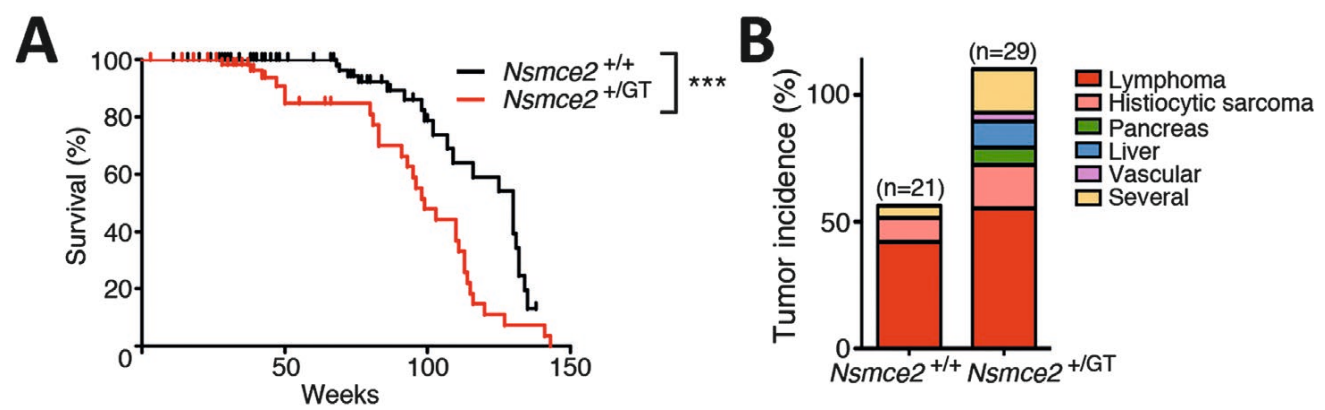 A
100
80
60
40
20
0
Survival (%)
50
100
150
Weeks
Nsmce2 +/+
Nsmce2 +/GT
***
B
Tumor incidence (%)
100
50
0
(n=21)
(n=29)
Nsmce2 +/+
Nsmce2 +/GT
Lymphoma
Histiocytic sarcoma
Pancreas
Liver
Vascular
Several